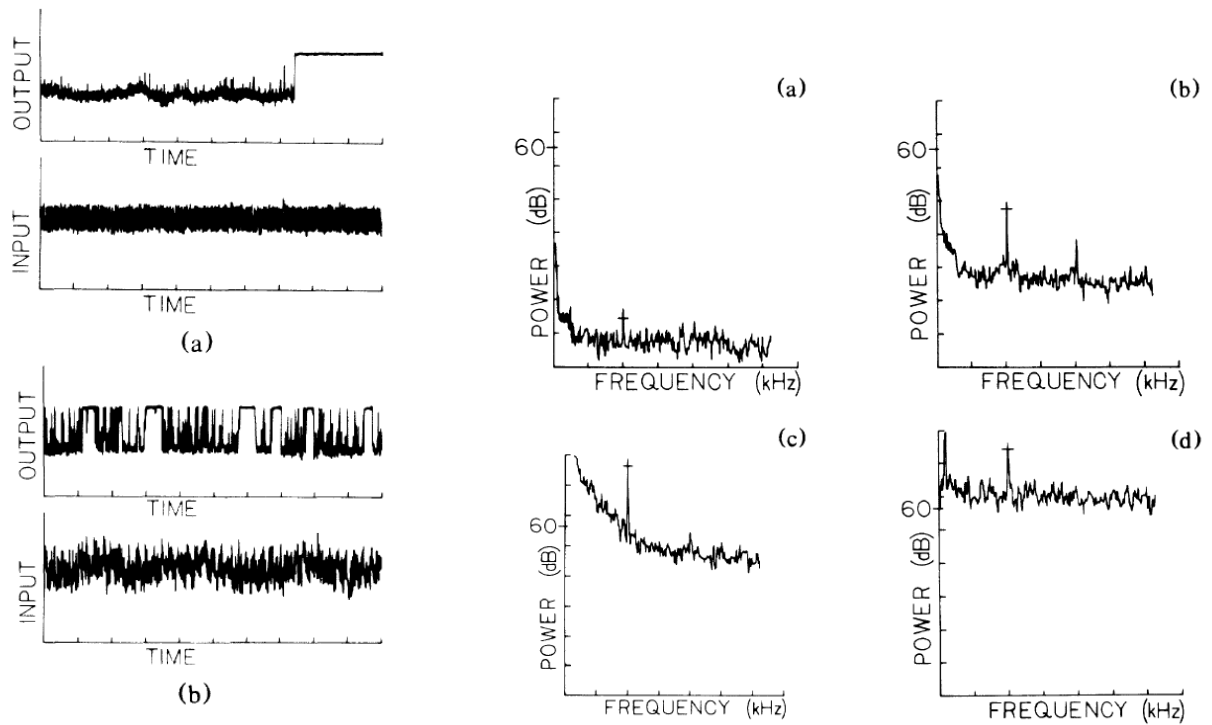 OUTPUT
TIME
INPUT
TIME
(a)
OUTPUT
TIME
INPUT
TIME
(b)
(a)
60
POWER (dB)
FREQUENCY (kHz)
(b)
60
POWER (dB)
FREQUENCY (kHz)
(c)
60
POWER (dB)
FREQUENCY (kHz)
(d)
60
POWER (dB)
FREQUENCY (kHz)